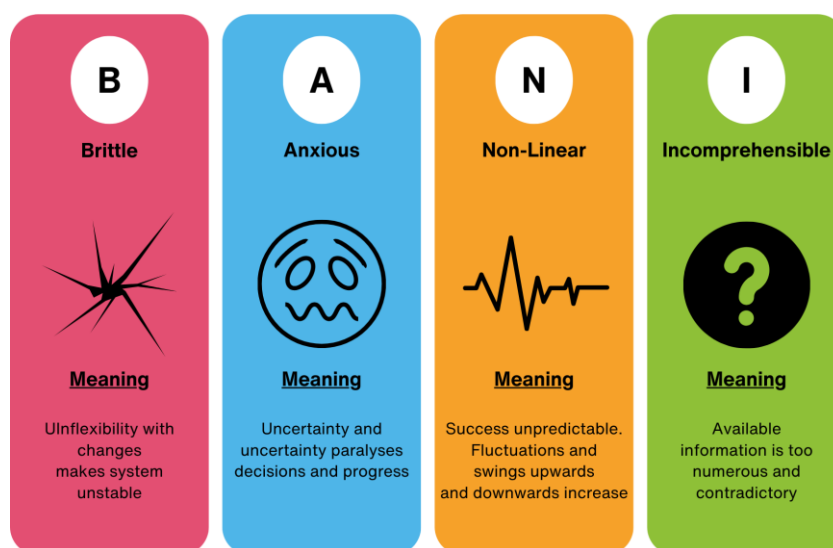 B
Brittle
Meaning
UInflexibility with
changes
makes system
unstable
A
Anxious
Meaning
Uncertainty and
uncertainty paralyses
decisions and progress
N
Non-Linear
Meaning
Success unpredictable.
Fluctuations and
swings upwards
and downwards increase
I
Incomprehensible
?
Meaning
Available
information is too
numerous and
contradictory